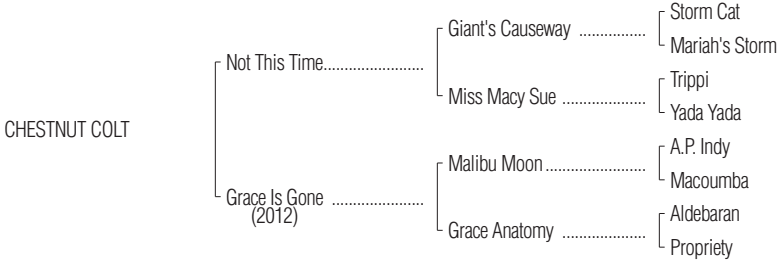 Storm Cat
Giant's Causeway ................
Mariah's Storm
Not This Time.......................
Trippi
Miss Macy Sue ....................
Yada Yada
CHESTNUT COLT
A.P. Indy
Malibu Moon........................
Macoumba
Grace Is Gone ......................
(2012)
Aldebaran
Grace Anatomy ....................
Propriety